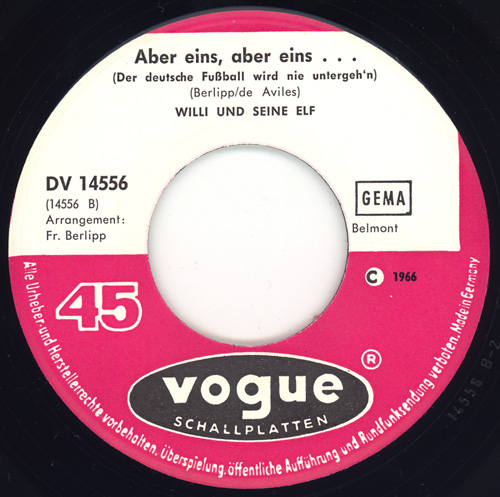 Aber eins, aber eins . . .
(Der deutsche Fußball wird nie untergeh'n)
(Berlipp/de Aviles)
WILLI UND SEINE ELF
DV 14556
(14556 B)
Arrangement:
Fr. Berlipp
GEMA
Belmont
45
C 1966
vogue ®
SCHALLPLATTEN
Alle Urheber- und Herstellerrechte vorbehalten. Überspielung, öffentliche Aufführung und Rundfunksendung verboten. Made in Germany
14556 B-2